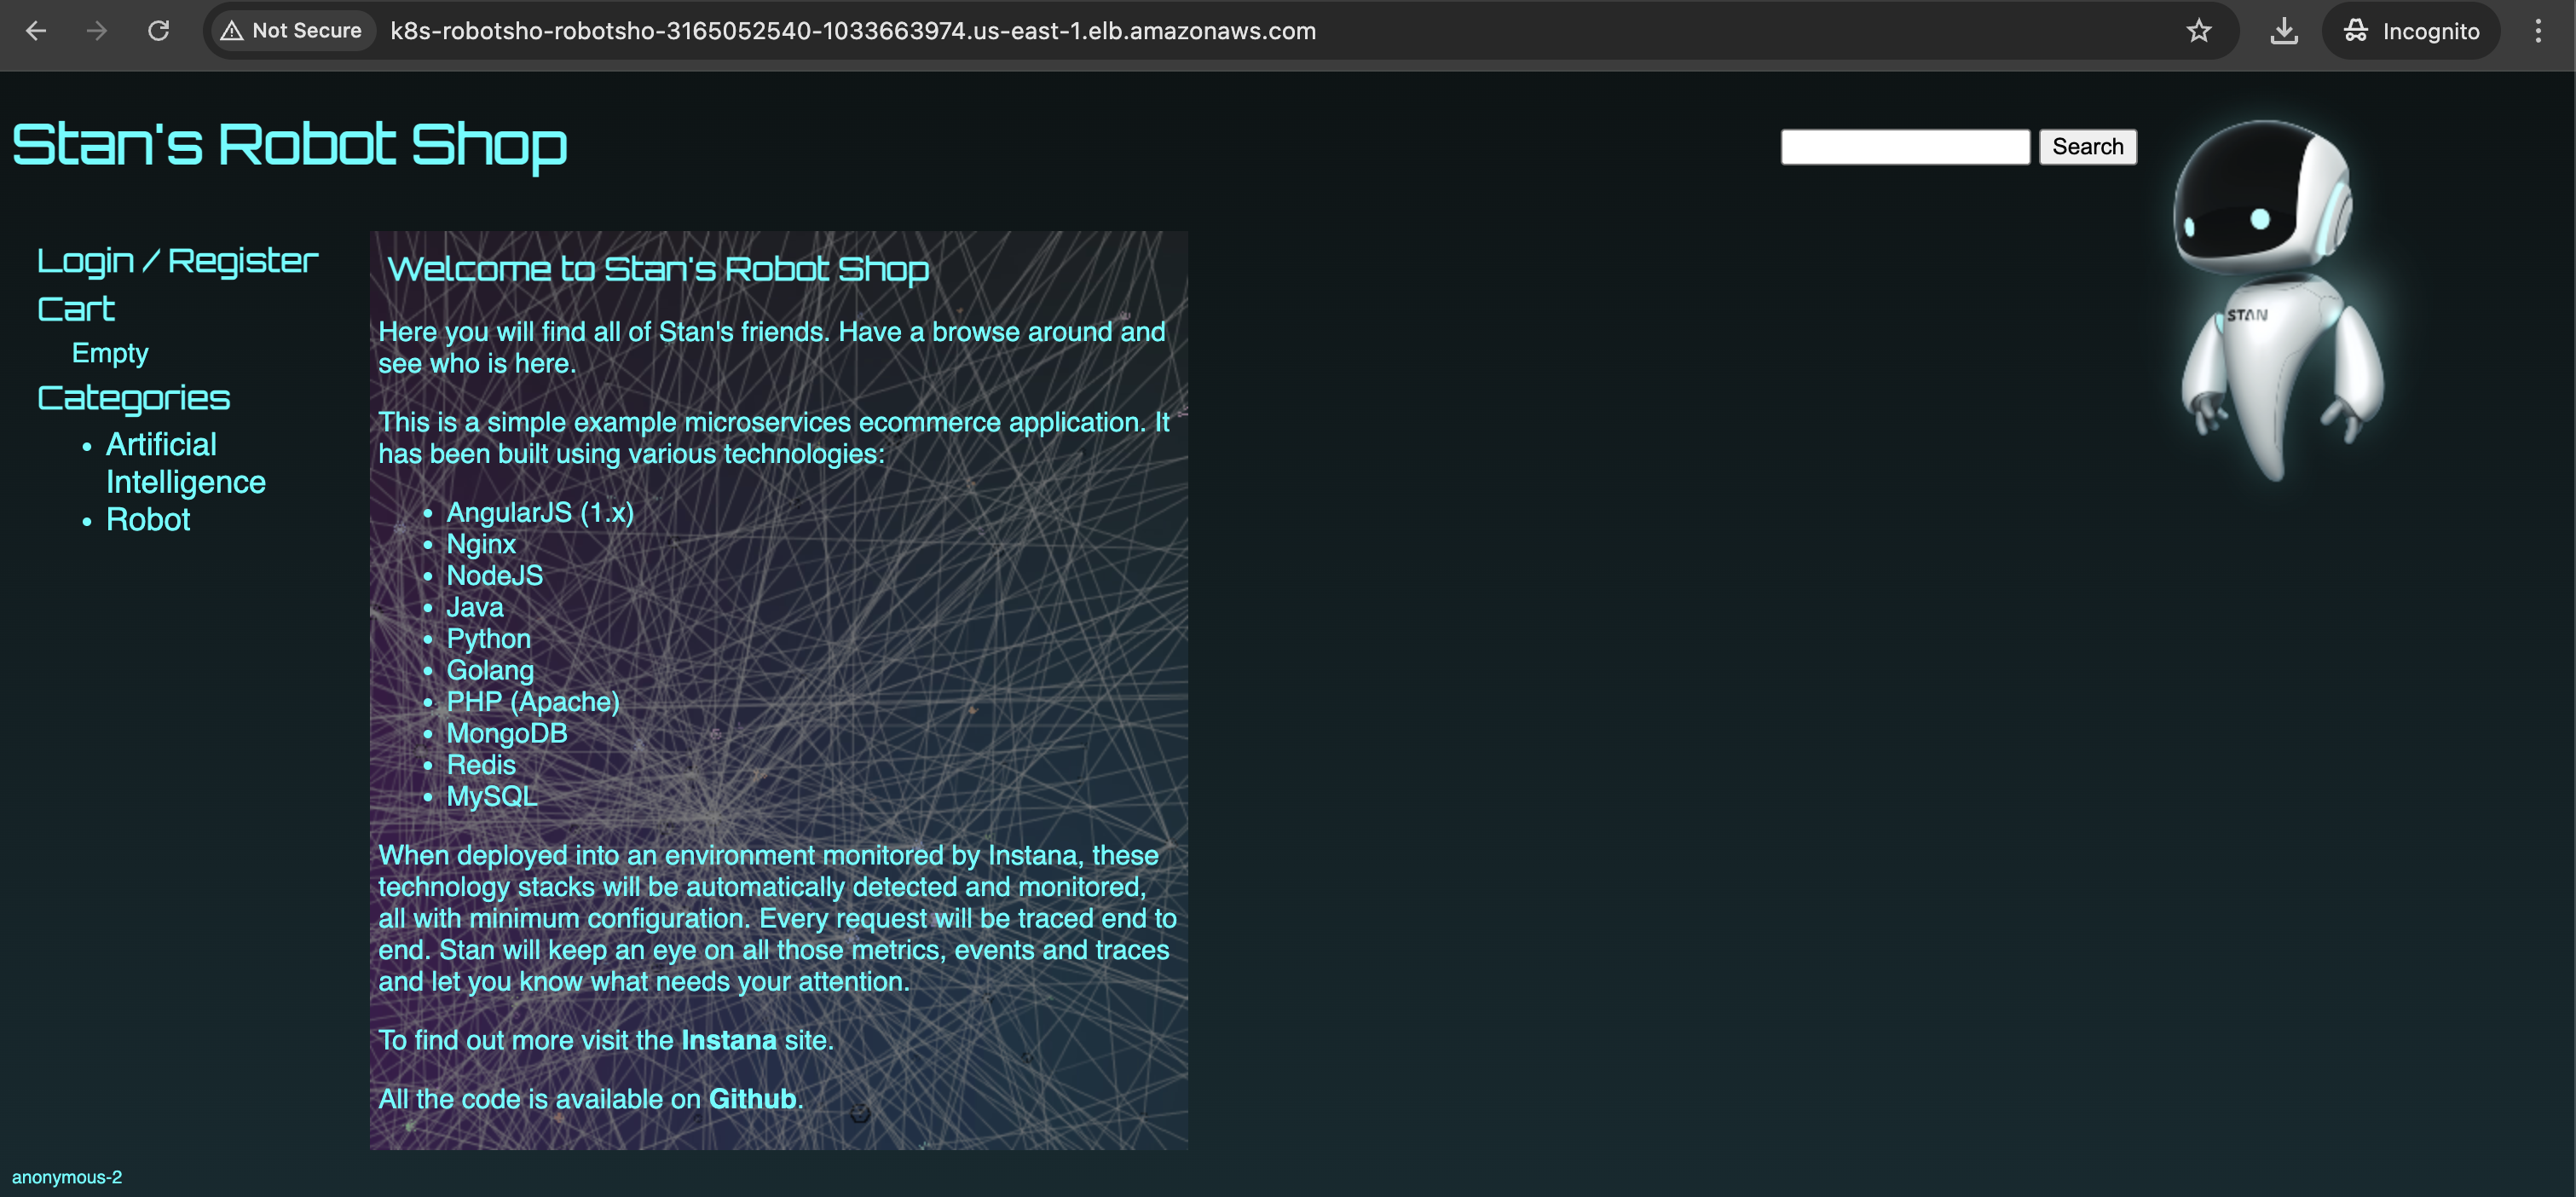 Not Secure
k8s-robotsho-robotsho-3165052540-1033663974.us-east-1.elb.amazonaws.com
Incognito
Stan's Robot Shop
Search
STAN
Login / Register
Cart
Empty
Categories
Artificial
Intelligence
Robot
Welcome to Stan's Robot Shop
Here you will find all of Stan's friends. Have a browse around and
see who is here.
This is a simple example microservices ecommerce application. It
has been built using various technologies:
AngularJS (1.x)
Nginx
NodeJS
Java
Python
Golang
PHP (Apache)
MongoDB
Redis
MySQL
When deployed into an environment monitored by Instana, these
technology stacks will be automatically detected and monitored,
all with minimum configuration. Every request will be traced end to
end. Stan will keep an eye on all those metrics, events and traces
and let you know what needs your attention.
To find out more visit the Instana site.
All the code is available on Github.
anonymous-2